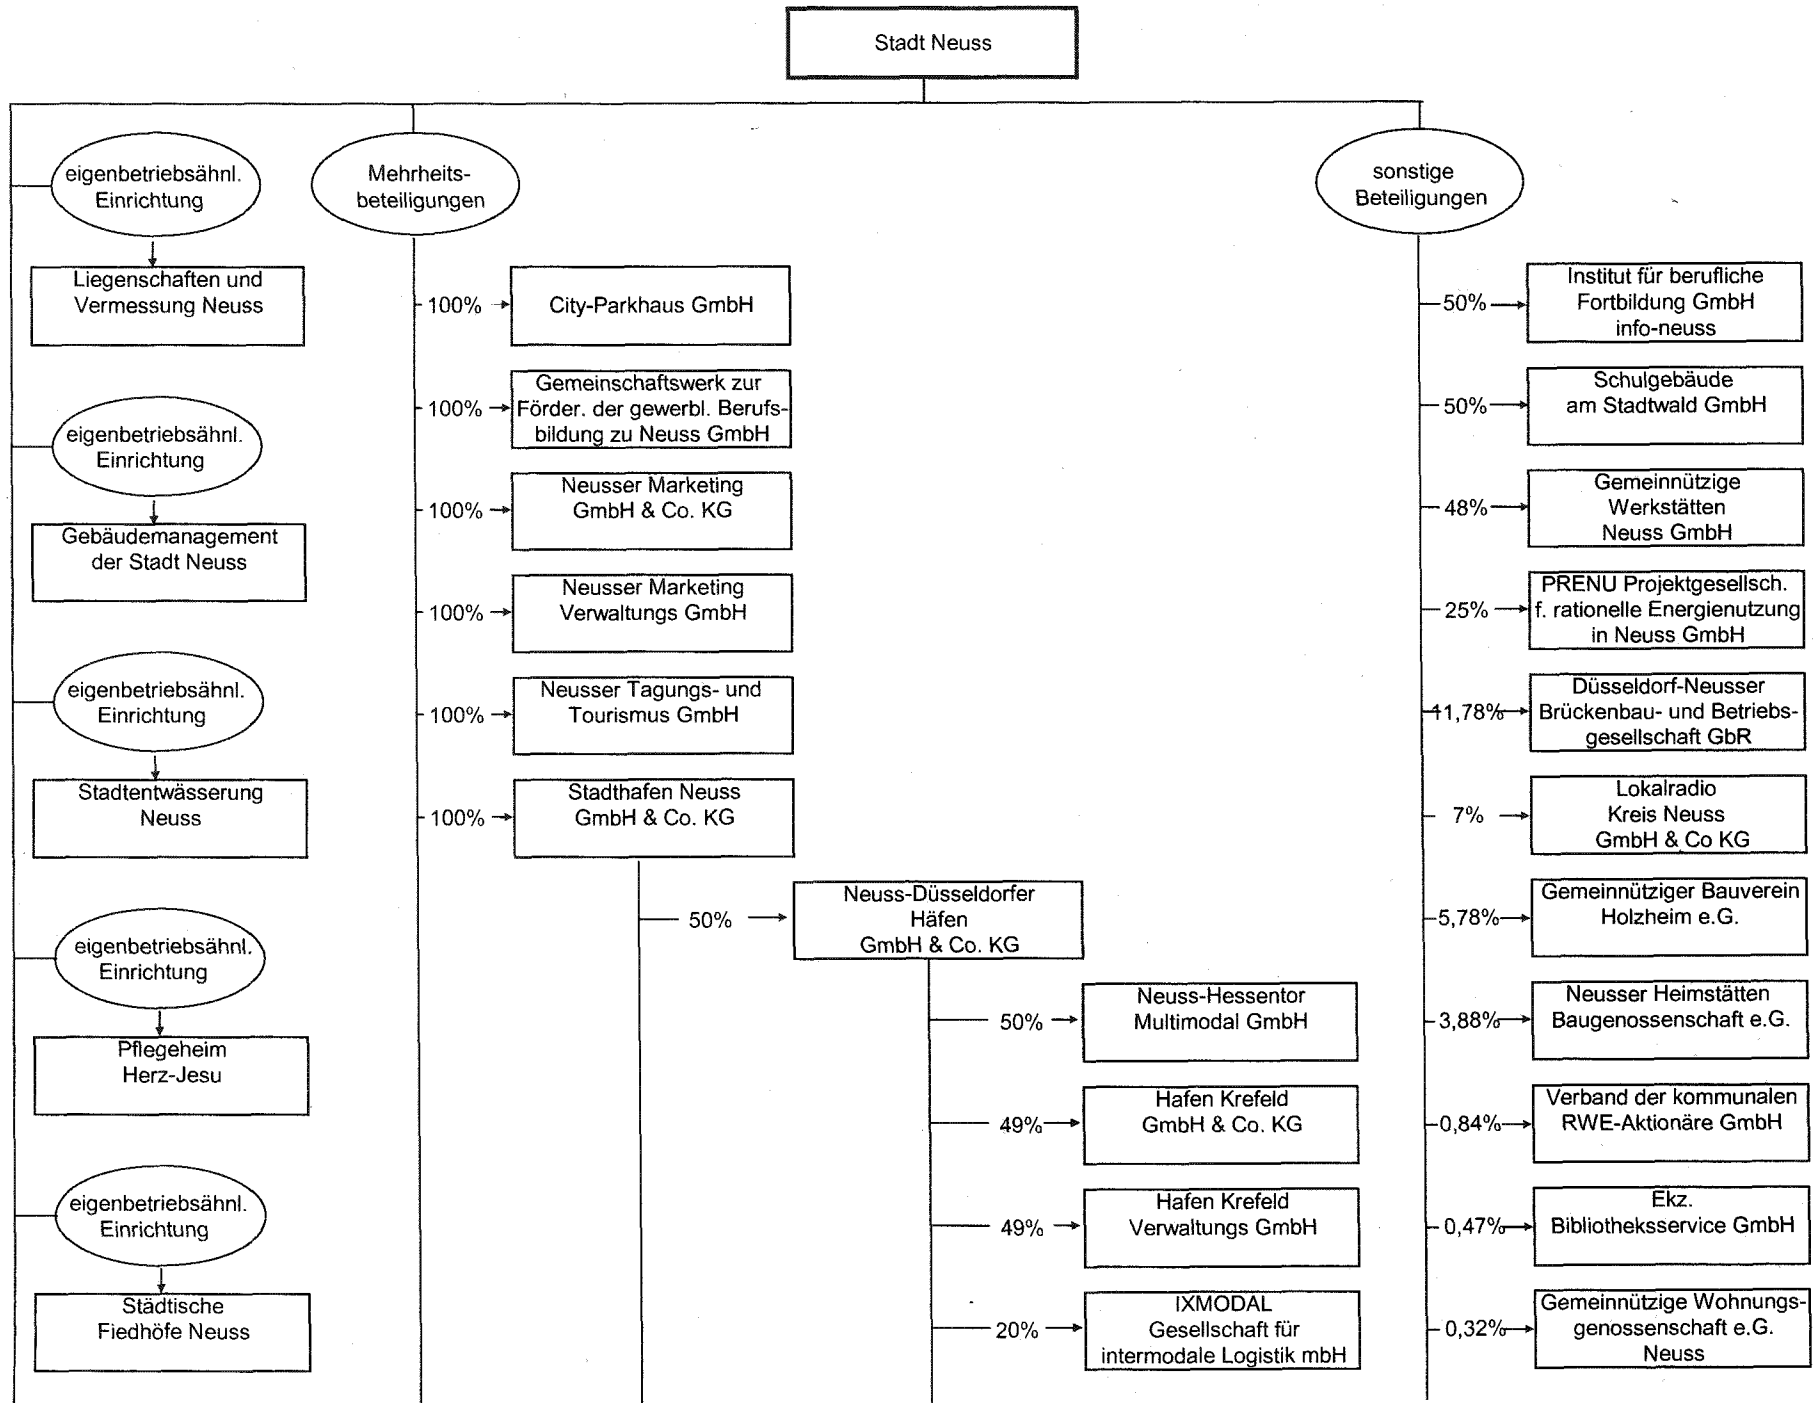 Stadt Neuss
eigenbetriebsähnl.
Einrichtung
Liegenschaften und
Vermessung Neuss
eigenbetriebsähnl.
Einrichtung
Gebäudemanagement
der Stadt Neuss
eigenbetriebsähnl.
Einrichtung
Stadtentwässerung
Neuss
eigenbetriebsähnl.
Einrichtung
Pflegeheim
Herz-Jesu
eigenbetriebsähnl.
Einrichtung
Städtische
Fiedhöfe Neuss
Mehrheits-
beteiligungen
100%
City-Parkhaus GmbH
100%
Gemeinschaftswerk zur
Förder. der gewerbl. Berufs-
bildung zu Neuss GmbH
100%
Neusser Marketing
GmbH & Co. KG
100%
Neusser Marketing
Verwaltungs GmbH
100%
Neusser Tagungs- und
Tourismus GmbH
100%
Stadthafen Neuss
GmbH & Co. KG
50%
Neuss-Düsseldorfer
Häfen
GmbH & Co. KG
50%
Neuss-Hessentor
Multimodal GmbH
49%
Hafen Krefeld
GmbH & Co. KG
49%
Hafen Krefeld
Verwaltungs GmbH
20%
IXMODAL
Gesellschaft für
intermodale Logistik mbH
sonstige
Beteiligungen
50%
Institut für berufliche
Fortbildung GmbH
info-neuss
50%
Schulgebäude
am Stadtwald GmbH
48%
Gemeinnützige
Werkstätten
Neuss GmbH
25%
PRENU Projektgesellsch.
f. rationelle Energienutzung
in Neuss GmbH
11,78%
Düsseldorf-Neusser
Brückenbau- und Betriebs-
gesellschaft GbR
7%
Lokalradio
Kreis Neuss
GmbH & Co KG
5,78%
Gemeinnütziger Bauverein
Holzheim e.G.
3,88%
Neusser Heimstätten
Baugenossenschaft e.G.
0,84%
Verband der kommunalen
RWE-Aktionäre GmbH
0,47%
Ekz.
Bibliotheksservice GmbH
0,32%
Gemeinnützige Wohnungs-
genossenschaft e.G.
Neuss